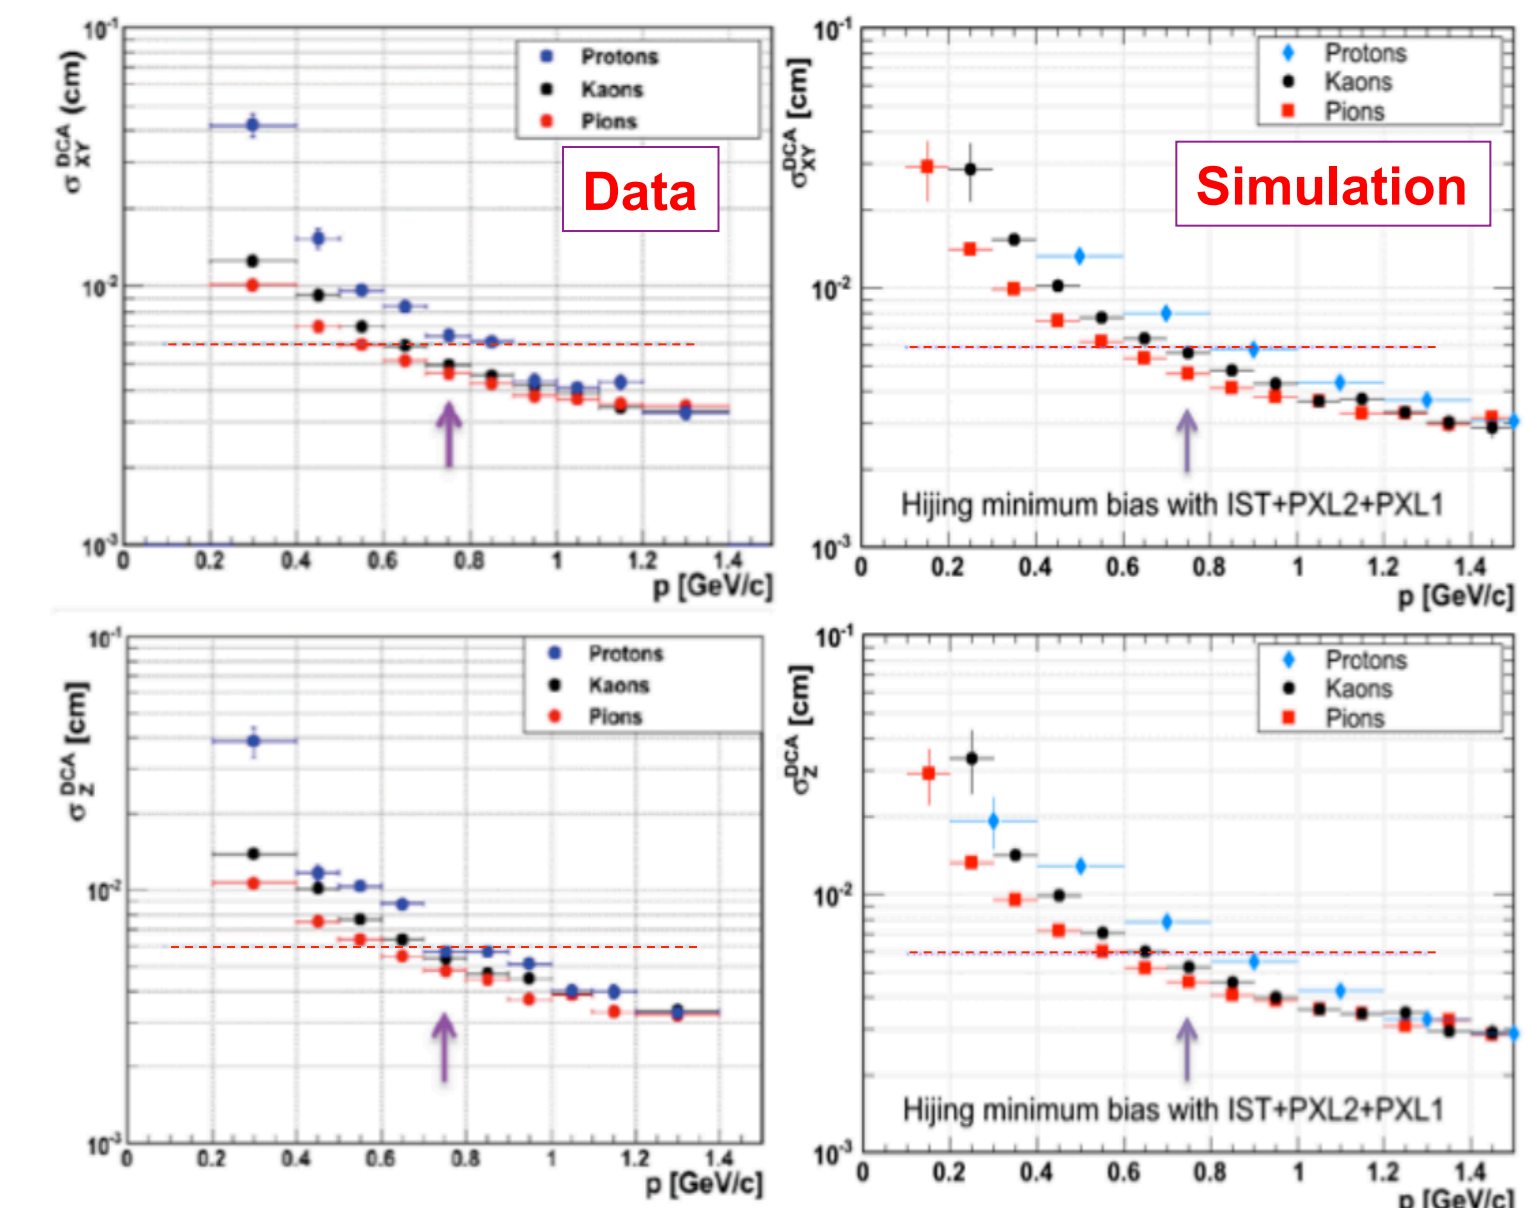 10^-1
σ_XY^DCA (cm)
Protons
Kaons
Pions
Data
10^-2
10^-3
0 0.2 0.4 0.6 0.8 1 1.2 1.4
p [GeV/c]
10^-1
σ_XY^DCA [cm]
Protons
Kaons
Pions
Simulation
10^-2
Hijing minimum bias with IST+PXL2+PXL1
10^-3
0 0.2 0.4 0.6 0.8 1 1.2 1.4
p [GeV/c]
10^-1
σ_Z^DCA [cm]
Protons
Kaons
Pions
10^-2
10^-3
0 0.2 0.4 0.6 0.8 1 1.2 1.4
p [GeV/c]
10^-1
σ_Z^DCA [cm]
Protons
Kaons
Pions
10^-2
Hijing minimum bias with IST+PXL2+PXL1
10^-3
0 0.2 0.4 0.6 0.8 1 1.2 1.4
p [GeV/c]